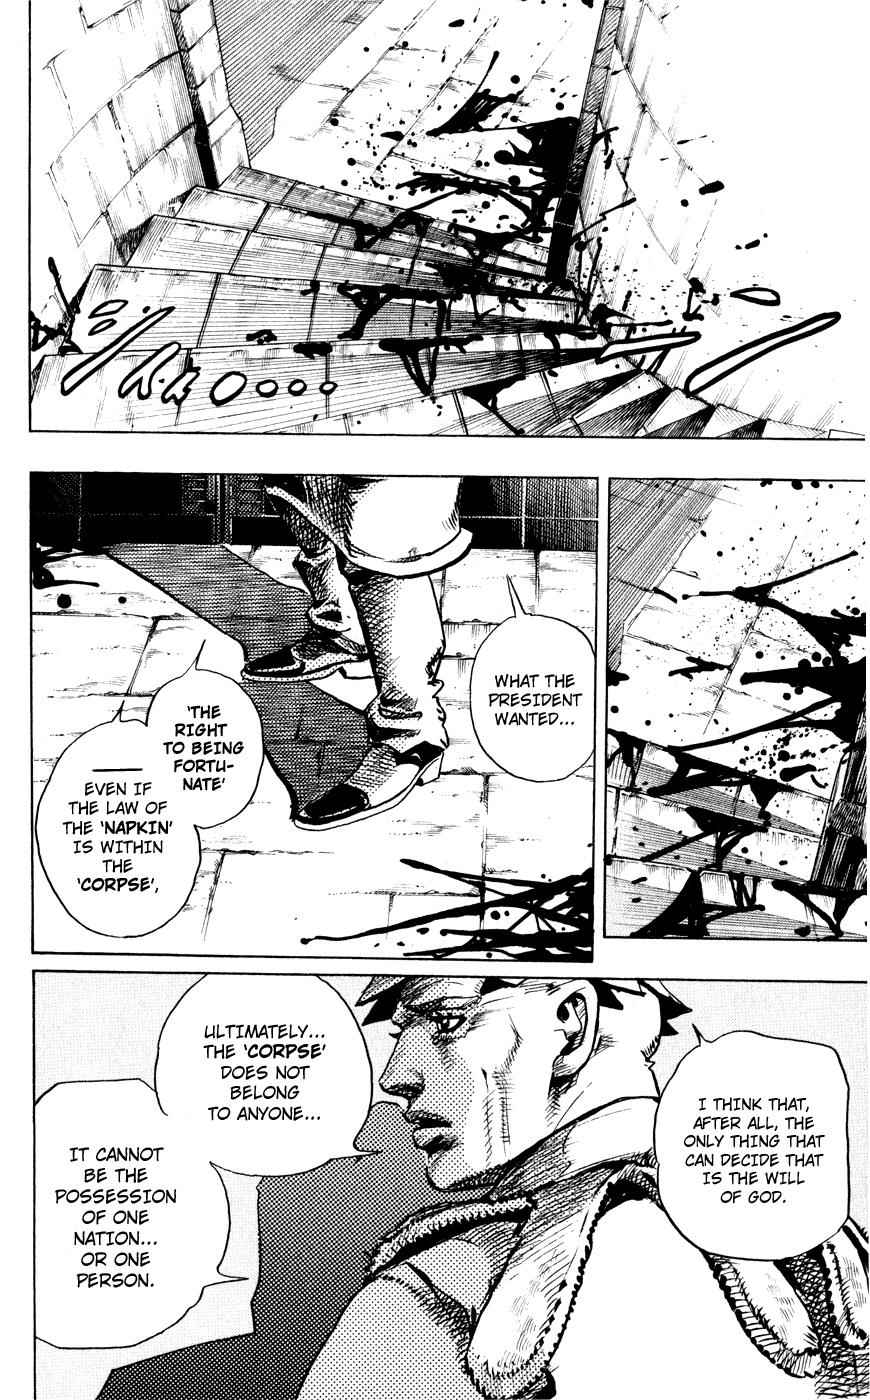 WHAT THE
PRESIDENT
WANTED...
'THE
RIGHT
TO BEING
FORTU-
NATE'
EVEN IF
THE LAW OF
THE 'NAPKIN'
IS WITHIN
THE
'CORPSE',
I THINK THAT,
AFTER ALL, THE
ONLY THING THAT
CAN DECIDE THAT
IS THE WILL
OF GOD.
ULTIMATELY...
THE 'CORPSE'
DOES NOT
BELONG
TO ANYONE...
IT CANNOT
BE THE
POSSESSION
OF ONE
NATION...
OR ONE
PERSON.